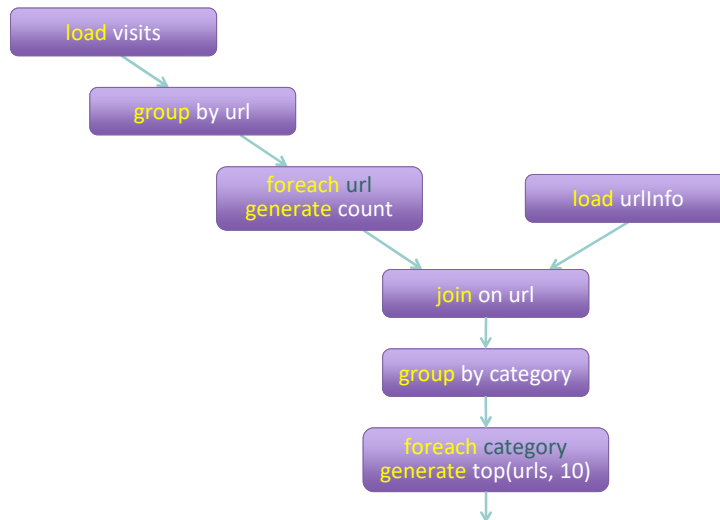 load visits
group by url
foreach url
generate count
load urlInfo
join on url
group by category
foreach category
generate top(urls, 10)